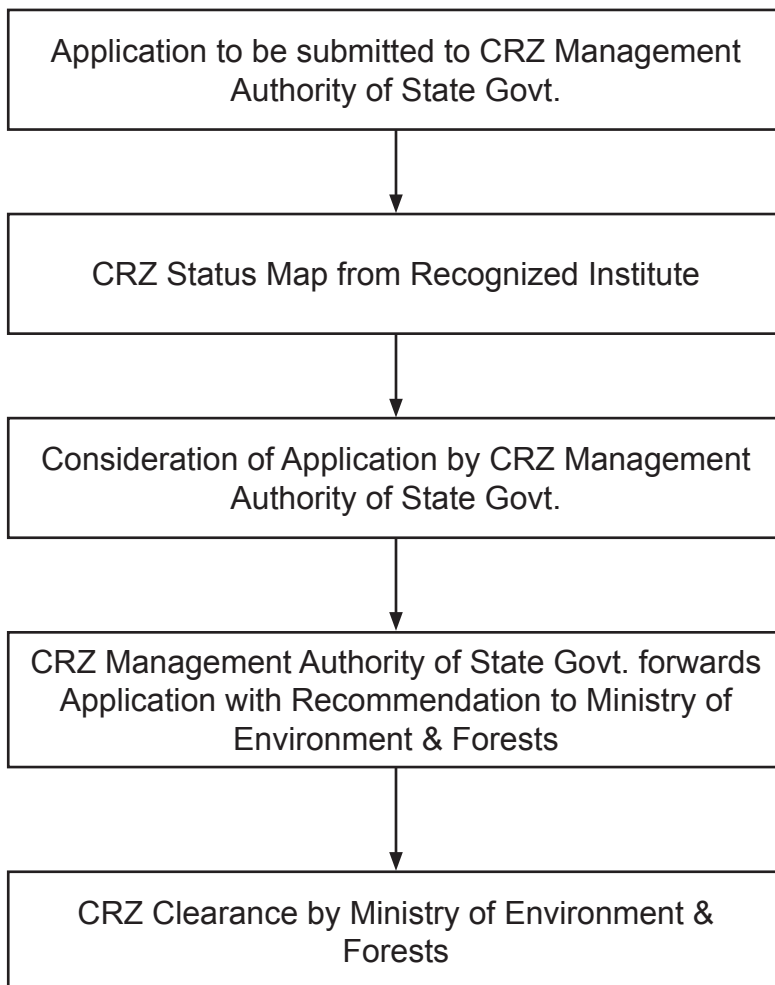 Application to be submitted to CRZ Management
Authority of State Govt.
CRZ Status Map from Recognized Institute
Consideration of Application by CRZ Management
Authority of State Govt.
CRZ Management Authority of State Govt. forwards
Application with Recommendation to Ministry of
Environment & Forests
CRZ Clearance by Ministry of Environment &
Forests